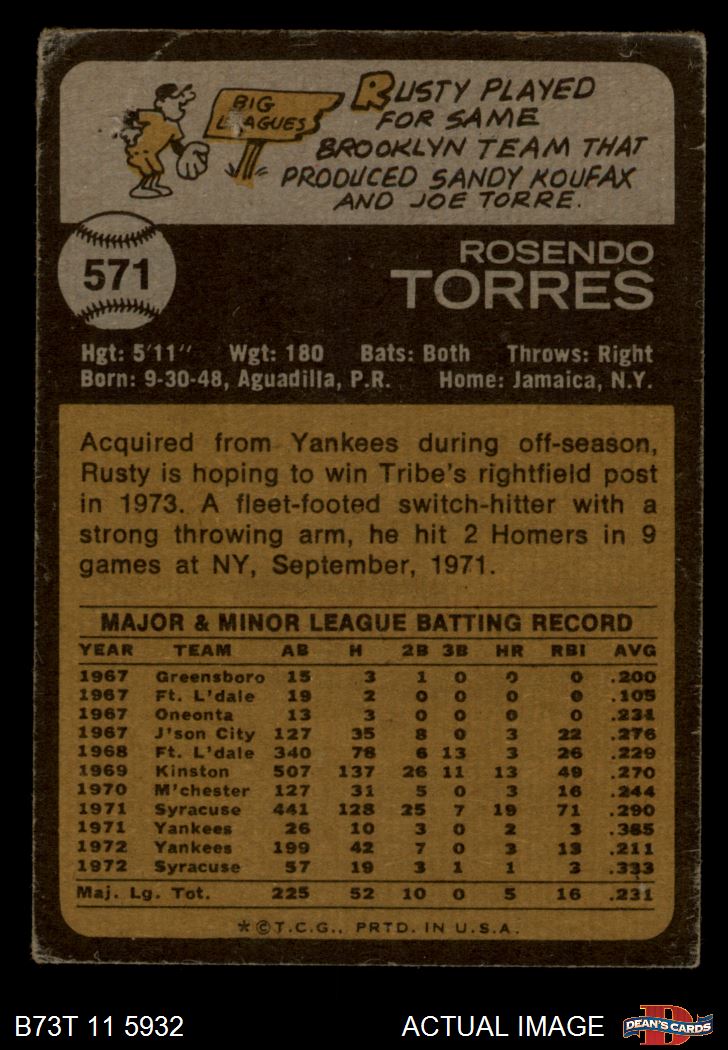 BIG
LEAGUES
RUSTY PLAYED
FOR SAME
BROOKLYN TEAM THAT
PRODUCED SANDY KOUFAX
AND JOE TORRE.
571
ROSENDO
TORRES
Hgt: 5'11" Wgt: 180 Bats: Both Throws: Right
Born: 9-30-48, Aguadilla, P.R. Home: Jamaica, N.Y.
Acquired from Yankees during off-season,
Rusty is hoping to win Tribe's rightfield post
in 1973. A fleet-footed switch-hitter with a
strong throwing arm, he hit 2 Homers in 9
games at NY, September, 1971.
MAJOR & MINOR LEAGUE BATTING RECORD
YEAR TEAM AB H 2B 3B HR RBI AVG
1967 Greensboro 15 3 1 0 0 0 .200
1967 Ft. L'dale 19 2 0 0 0 0 .105
1967 Oneonta 13 3 0 0 0 0 .231
1967 J'son City 127 35 8 0 3 22 .276
1968 Ft. L'dale 340 78 6 13 3 26 .229
1969 Kinston 507 137 26 11 13 49 .270
1970 M'chester 127 31 5 0 3 16 .244
1971 Syracuse 441 128 25 7 19 71 .290
1971 Yankees 26 10 3 0 2 3 .385
1972 Yankees 199 42 7 0 3 13 .211
1972 Syracuse 57 19 3 1 1 3 .333
Maj. Lg. Tot. 225 52 10 0 5 16 .231
*©T.C.G., PRTD. IN U.S.A.
B73T 11 5932 ACTUAL IMAGE
D
DEAN'S CARDS